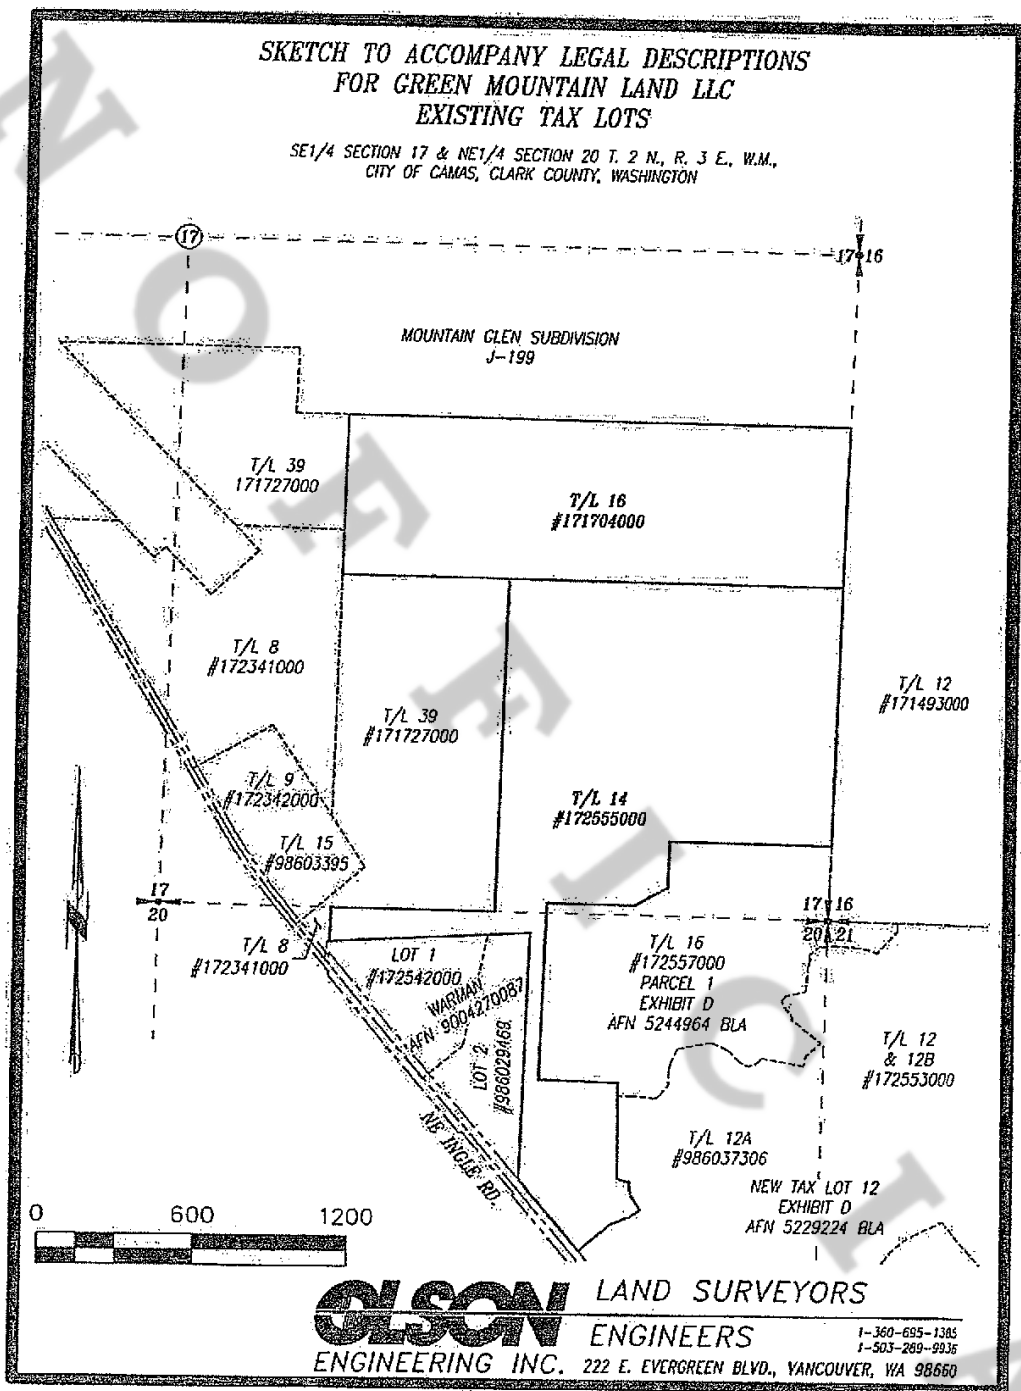 SKETCH TO ACCOMPANY LEGAL DESCRIPTIONS
FOR GREEN MOUNTAIN LAND LLC
EXISTING TAX LOTS
SE1/4 SECTION 17 & NE1/4 SECTION 20 T. 2 N., R. 3 E., W.M.,
CITY OF CAMAS, CLARK COUNTY, WASHINGTON
17
17 16
MOUNTAIN GLEN SUBDIVISION
J-199
T/L 39
171727000
T/L 16
#171704000
T/L 8
#172341000
T/L 12
#171493000
T/L 39
#171727000
T/L 9
#172342000
T/L 14
#172555000
T/L 15
#98603395
17
20
17 16
20 21
T/L 8
#172341000
LOT 1
#172542000
WARMAN
AFN 9004270087
LOT 2
#986029469
T/L 16
#172557000
PARCEL 1
EXHIBIT D
AFN 5244964 BLA
T/L 12
& 12B
#172553000
NE INGLE RD.
T/L 12A
#986037306
NEW TAX LOT 12
EXHIBIT D
AFN 5229224 BLA
0 600 1200
OLSON
ENGINEERING INC.
LAND SURVEYORS
ENGINEERS
1-360-695-1385
1-503-289-9936
222 E. EVERGREEN BLVD., VANCOUVER, WA 98660
N O F F I C I A